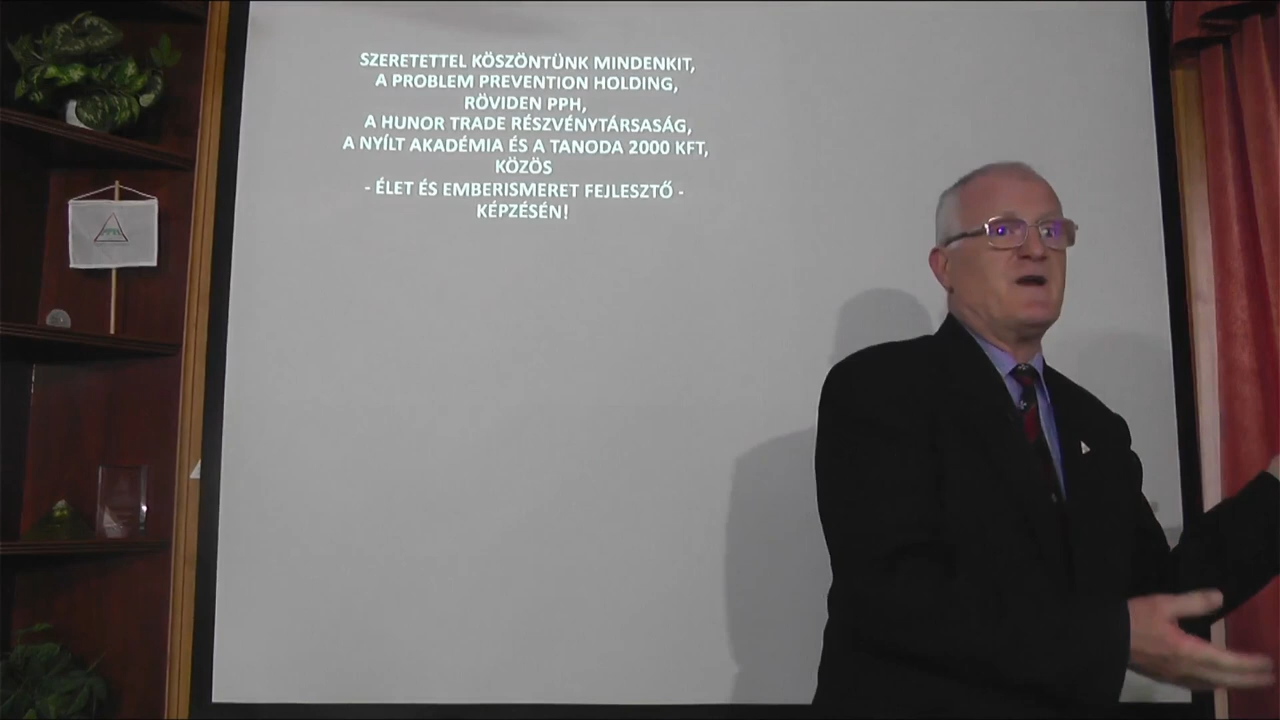 SZERETETTEL KÖSZÖNTÜNK MINDENKIT,
A PROBLEM PREVENTION HOLDING,
RÖVIDEN PPH,
A HUNOR TRADE RÉSZVÉNYTÁRSASÁG,
A NYÍLT AKADÉMIA ÉS A TANODA 2000 KFT,
KÖZÖS
- ÉLET ÉS EMBERISMERET FEJLESZTŐ -
KÉPZÉSÉN!